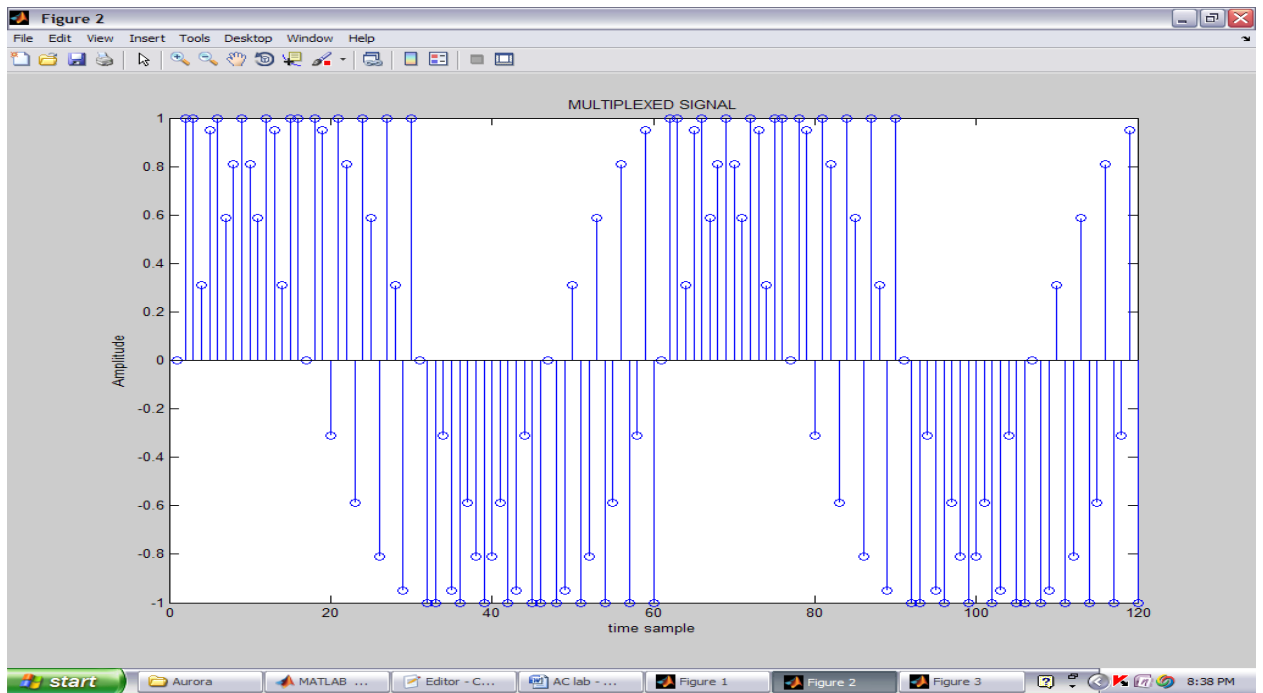 Figure 2
File Edit View Insert Tools Desktop Window Help
MULTIPLEXED SIGNAL
1
0.8
0.6
0.4
0.2
0
-0.2
-0.4
-0.6
-0.8
-1
Amplitude
0 20 40 60 80 100 120
time sample
start Aurora MATLAB ... Editor - C... AC lab - ... Figure 1 Figure 2 Figure 3 8:38 PM